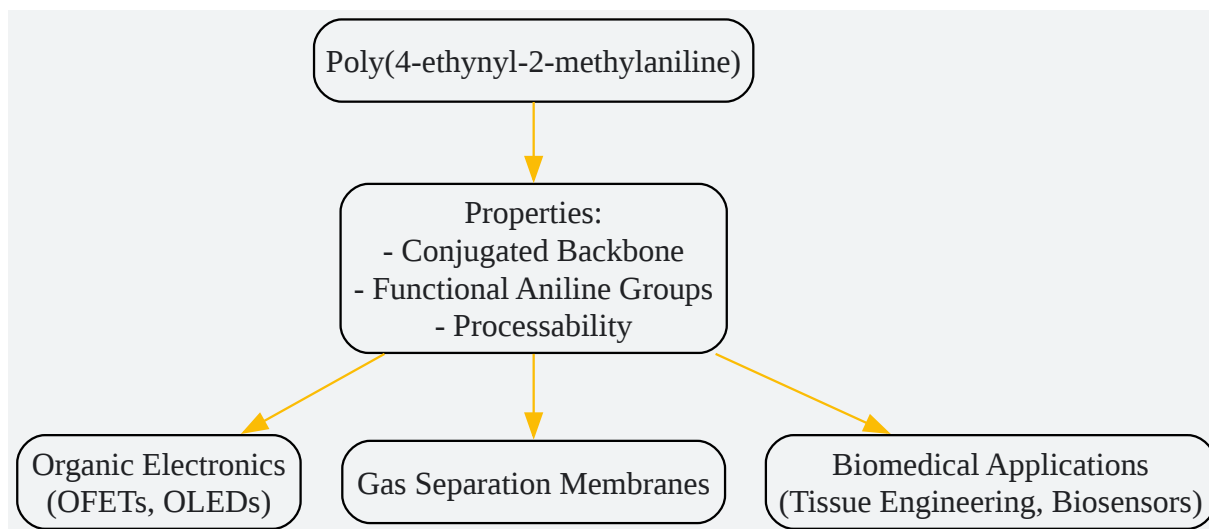 Poly(4-ethynyl-2-methylaniline)
Properties:
- Conjugated Backbone
- Functional Aniline Groups
- Processability
Organic Electronics
(OFETs, OLEDs)
Gas Separation Membranes
Biomedical Applications
(Tissue Engineering, Biosensors)